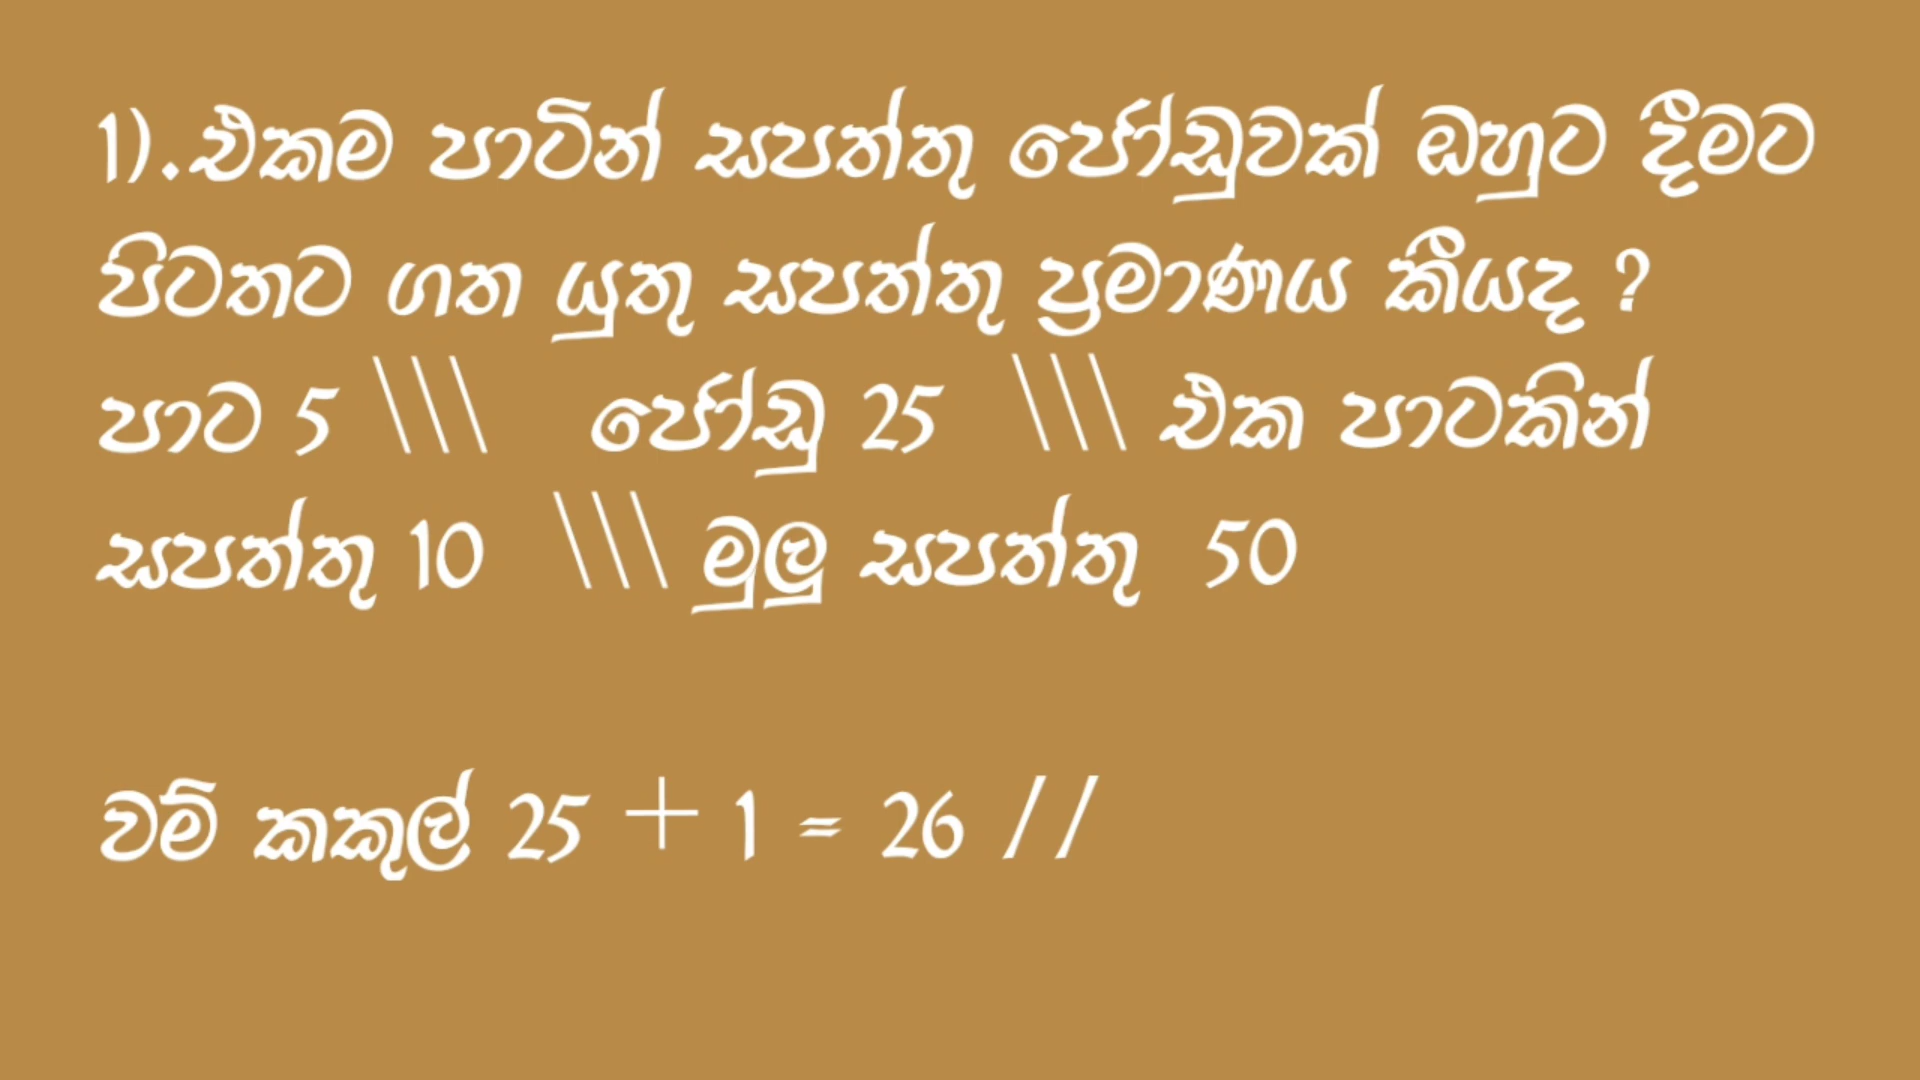 1).එකම පාටින් සපත්තු ජෝඩුවක් ඔහුට දීමට
පිටතට ගත යුතු සපත්තු ප්‍රමාණය කීයද ?
පාට 5 \\\ ජෝඩු 25 \\\ එක පාටකින්
සපත්තු 10 \\\ මුලු සපත්තු 50
වම් කකුල් 25 + 1 = 26 //